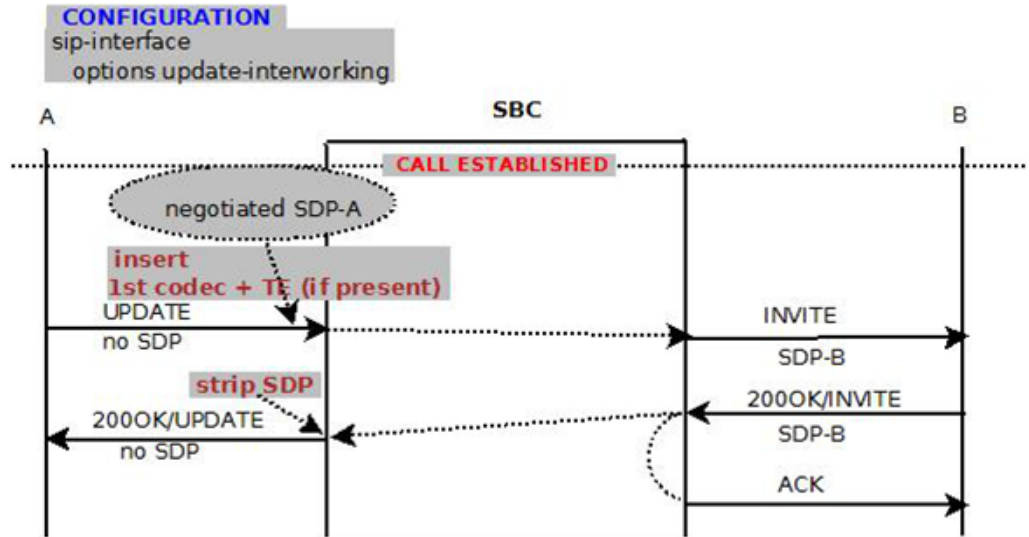 CONFIGURATION
sip-interface
options update-interworking
A
SBC
B
CALL ESTABLISHED
negotiated SDP-A
insert
1st codec + TE (if present)
UPDATE
no SDP
INVITE
SDP-B
strip SDP
200OK/UPDATE
no SDP
200OK/INVITE
SDP-B
ACK